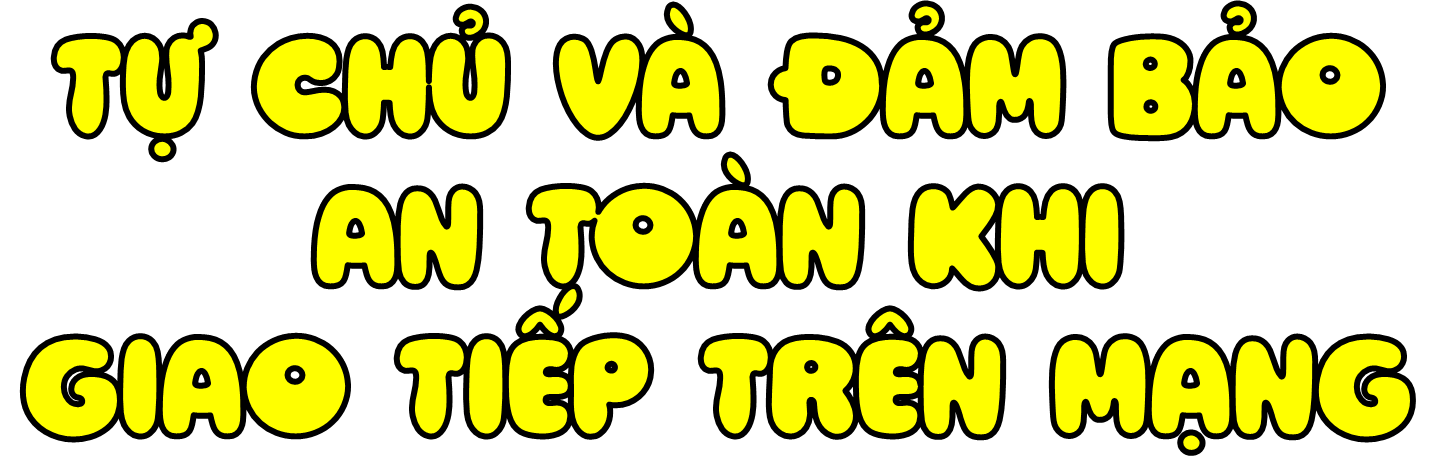 TỰ CHỦ VÀ ĐẢM BẢO
AN TOÀN KHI
GIAO TIẾP TRÊN MẠNG